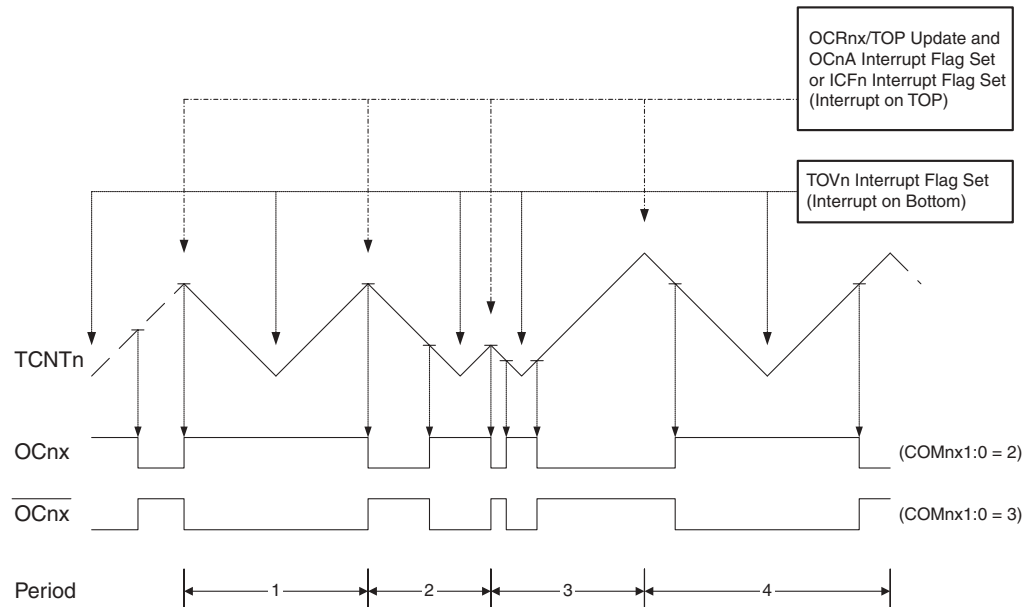 OCRnx/TOP Update and
OCnA Interrupt Flag Set
or ICFn Interrupt Flag Set
(Interrupt on TOP)
TOVn Interrupt Flag Set
(Interrupt on Bottom)
TCNTn
OCnx
(COMnx1:0 = 2)
OCnx
(COMnx1:0 = 3)
Period
1
2
3
4